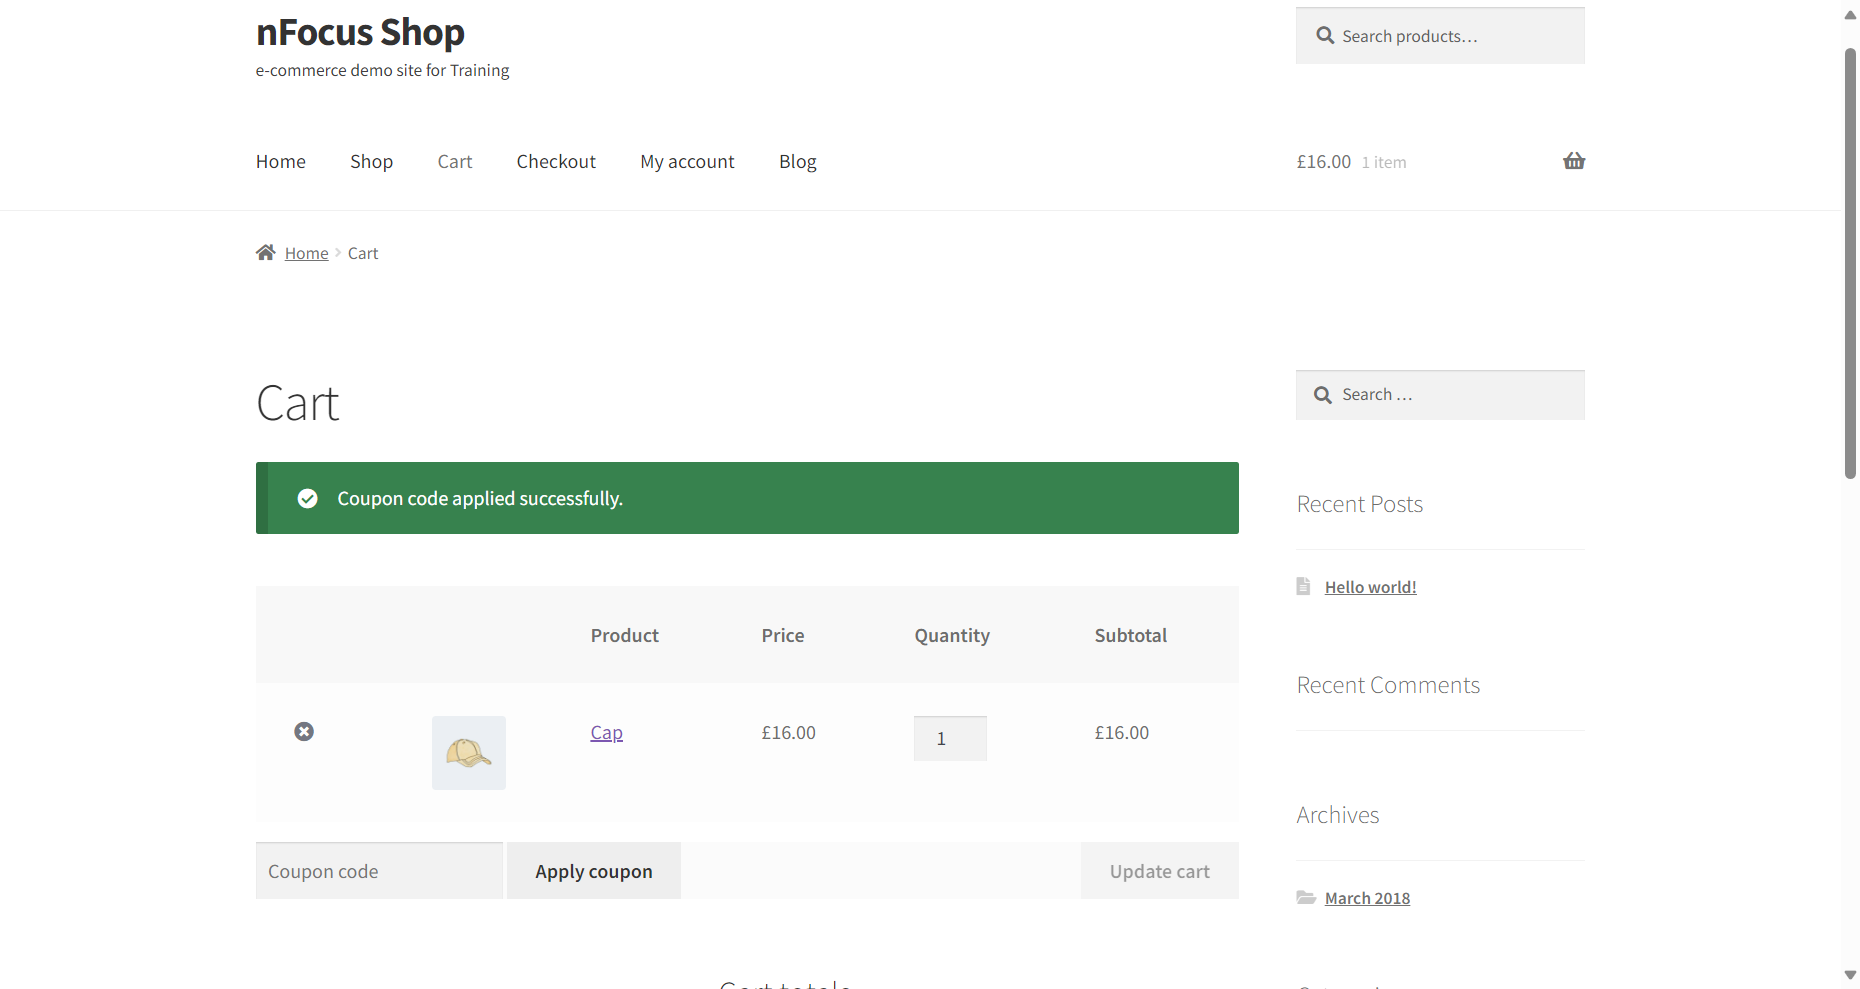 nFocus Shop
e-commerce demo site for Training
Search products…
Home Shop Cart Checkout My account Blog
£16.00 1 item
Home Cart
Cart
Coupon code applied successfully.
Product Price Quantity Subtotal
Cap £16.00 1 £16.00
Coupon code Apply coupon Update cart
Cart totals
Search …
Recent Posts
Hello world!
Recent Comments
Archives
March 2018